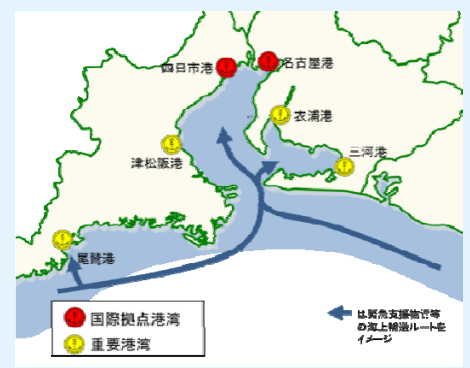 四日市港
名古屋港
衣浦港
津松阪港
三河港
尾鷲港
国際拠点港湾
重要港湾
は緊急支援物資等
の海上輸送ルートを
イメージ